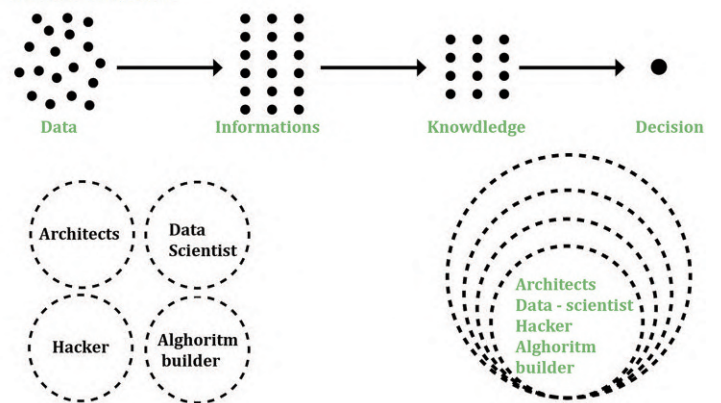 Data
Informations
Knowdledge
Decision
Architects
Data
Scientist
Hacker
Alghoritm
builder
Architects
Data - scientist
Hacker
Alghoritm
builder